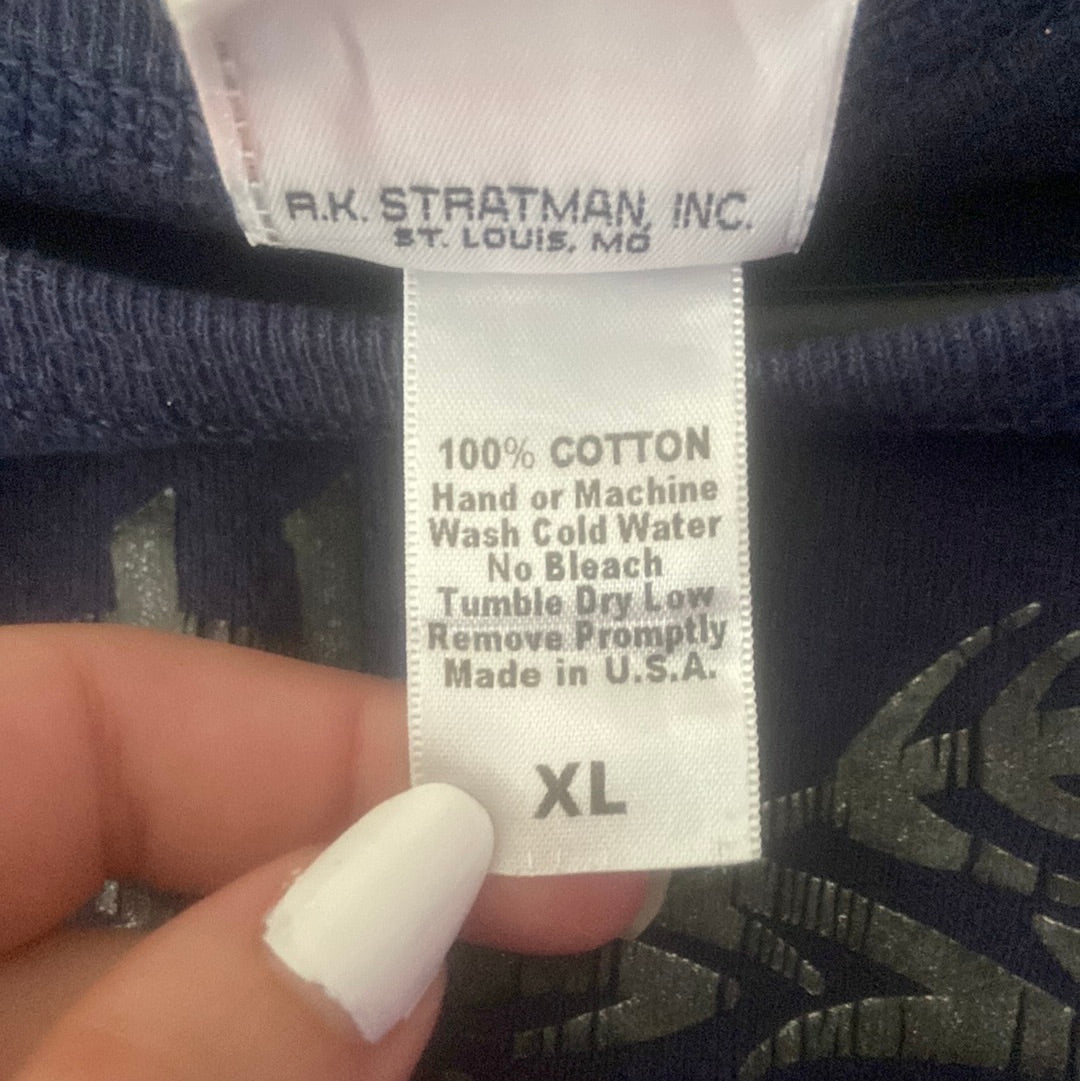 R.K. STRATMAN, INC.
ST. LOUIS, MO
100% COTTON
Hand or Machine
Wash Cold Water
No Bleach
Tumble Dry Low
Remove Promptly
Made in U.S.A.
XL